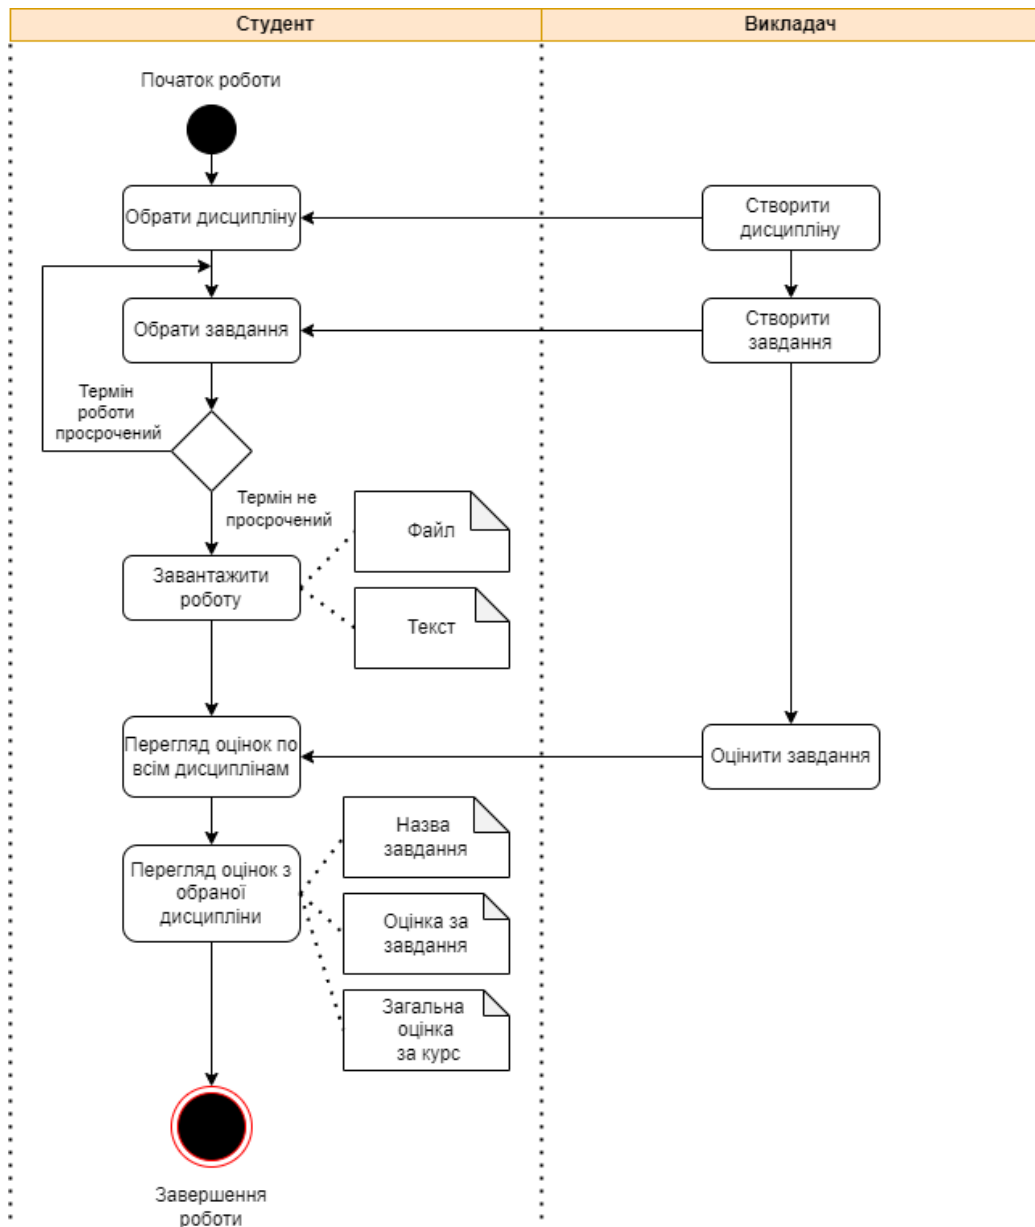 Студент
Викладач
Початок роботи
Обрати дисципліну
Створити
дисципліну
Обрати завдання
Створити
завдання
Термін
роботи
просрочений
Термін не
просрочений
Файл
Завантажити
роботу
Текст
Перегляд оцінок по
всім дисциплінам
Оцінити завдання
Назва
завдання
Перегляд оцінок з
обраної
дисципліни
Оцінка за
завдання
Загальна
оцінка
за курс
Завершення
роботи